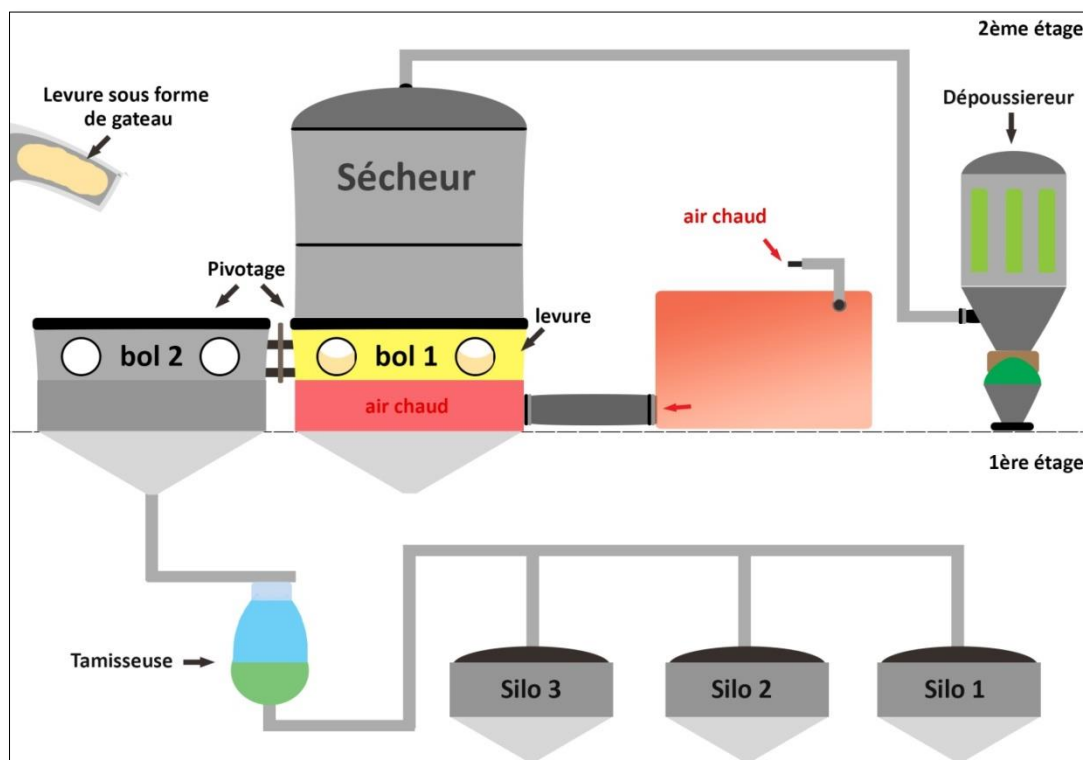 2ème étage
Levure sous forme
de gateau
Dépoussiereur
Sécheur
air chaud
Pivotage
levure
bol 2
bol 1
air chaud
1ère étage
Tamisseuse
Silo 3
Silo 2
Silo 1